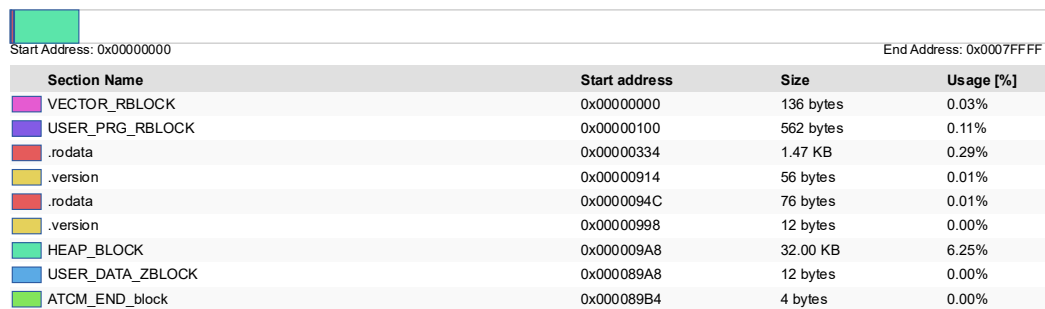 Start Address: 0x00000000 End Address: 0x0007FFFF
Section Name Start address Size Usage [%]
VECTOR_RBLOCK 0x00000000 136 bytes 0.03%
USER_PRG_RBLOCK 0x00000100 562 bytes 0.11%
.rodata 0x00000334 1.47 KB 0.29%
.version 0x00000914 56 bytes 0.01%
.rodata 0x0000094C 76 bytes 0.01%
.version 0x00000998 12 bytes 0.00%
HEAP_BLOCK 0x000009A8 32.00 KB 6.25%
USER_DATA_ZBLOCK 0x000089A8 12 bytes 0.00%
ATCM_END_block 0x000089B4 4 bytes 0.00%